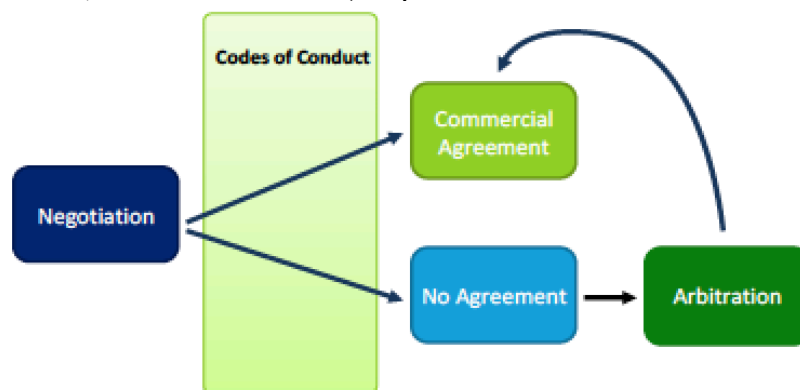 Codes of Conduct
Commercial
Agreement
Negotiation
No Agreement
Arbitration